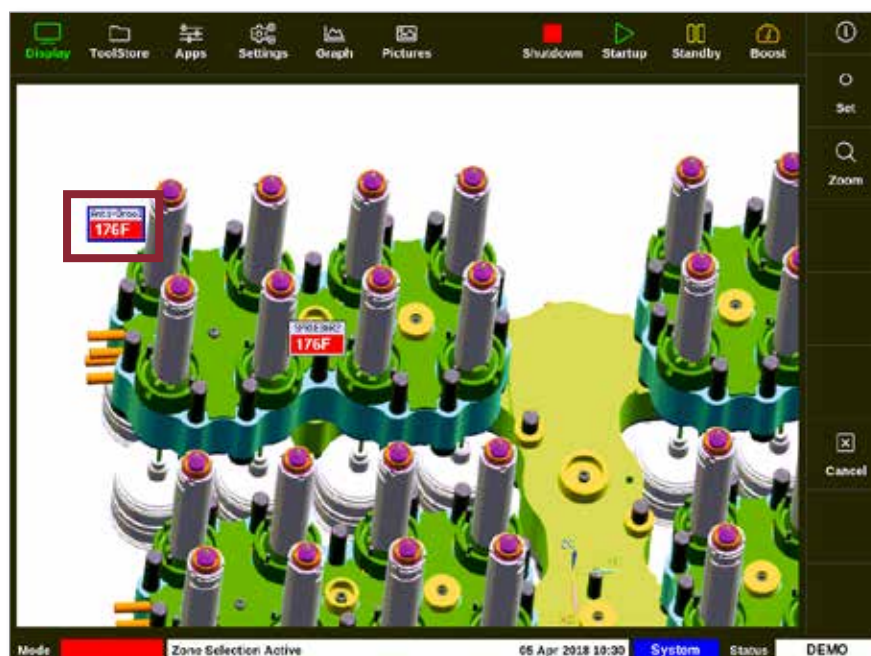 Display ToolStore Apps Settings Graph Pictures Shutdown Startup Standby Boost
Set
Zoom
176F
176F
Cancel
Mode Zone Selection Active 05 Apr 2018 10:30 System Status DEMO